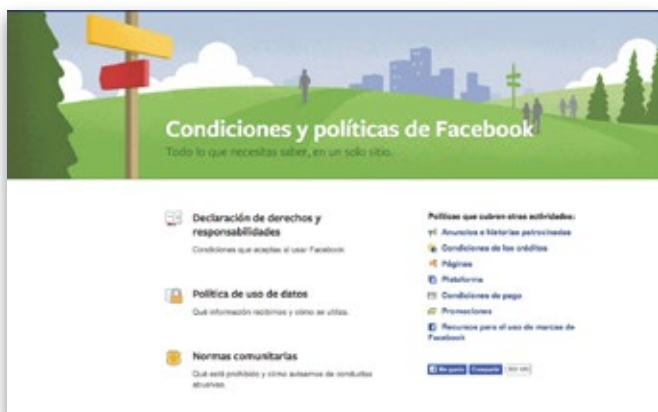 Condiciones y políticas de Facebook
Todo lo que necesitas saber, en un solo sitio.
Declaración de derechos y
responsabilidades
Condiciones que aceptas al usar Facebook
Política de uso de datos
Qué información recibimos y cómo se utiliza.
Normas comunitarias
Qué está prohibido y cómo avisarnos de conductas
abusivas.
Políticas que cubren otras actividades:
Anuncios e historias patrocinadas
Condiciones de los créditos
Páginas
Plataforma
Condiciones de pago
Promociones
Recursos para el uso de marcas de
Facebook
Me gusta Compartir